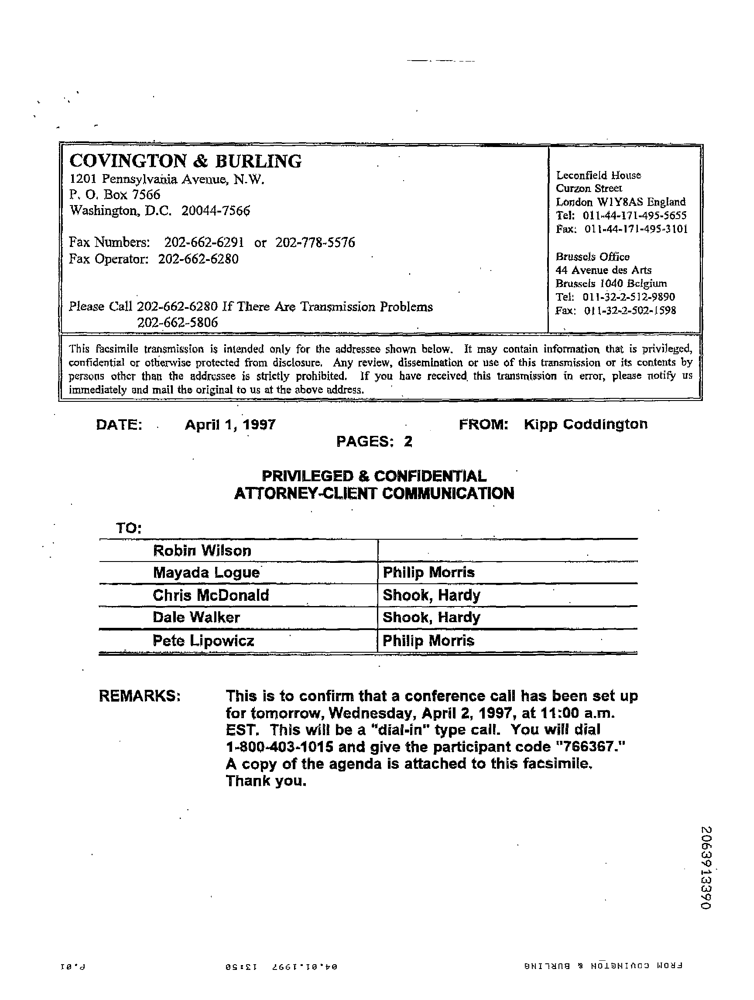 COVINGTON & BURLING
1201 Pennsylvania Avenue, N.W.
P. O. Box 7566
Washington, D.C. 20044-7566
Fax Numbers: 202-662-6291 or 202-778-5576
Fax Operator: 202-662-6280
Please Call 202-662-6280 If There Are Transmission Problems
202-662-5806
Leconfield House
Curzon Street
London W1Y8AS England
Tel: 011-44-171-495-5655
Fax: 011-44-171-495-3101
Brussels Office
44 Avenue des Arts
Brussels 1040 Belgium
Tel: 011-32-2-512-9890
Fax: 011-32-2-502-1598
This facsimile transmission is intended only for the addressee shown below. It may contain information that is privileged,
confidential or otherwise protected from disclosure. Any review, dissemination or use of this transmission or its contents by
persons other than the addressee is strictly prohibited. If you have received this transmission in error, please notify us
immediately and mail the original to us at the above address.
DATE: April 1, 1997 FROM: Kipp Coddington
PAGES: 2
PRIVILEGED & CONFIDENTIAL
ATTORNEY-CLIENT COMMUNICATION
TO:
Robin Wilson
Mayada Logue Philip Morris
Chris McDonald Shook, Hardy
Dale Walker Shook, Hardy
Pete Lipowicz Philip Morris
REMARKS: This is to confirm that a conference call has been set up
for tomorrow, Wednesday, April 2, 1997, at 11:00 a.m.
EST. This will be a "dial-in" type call. You will dial
1-800-403-1015 and give the participant code "766367."
A copy of the agenda is attached to this facsimile.
Thank you.
2063913390
FROM COVINGTON & BURLING 04.01.1997 13:50 P.01